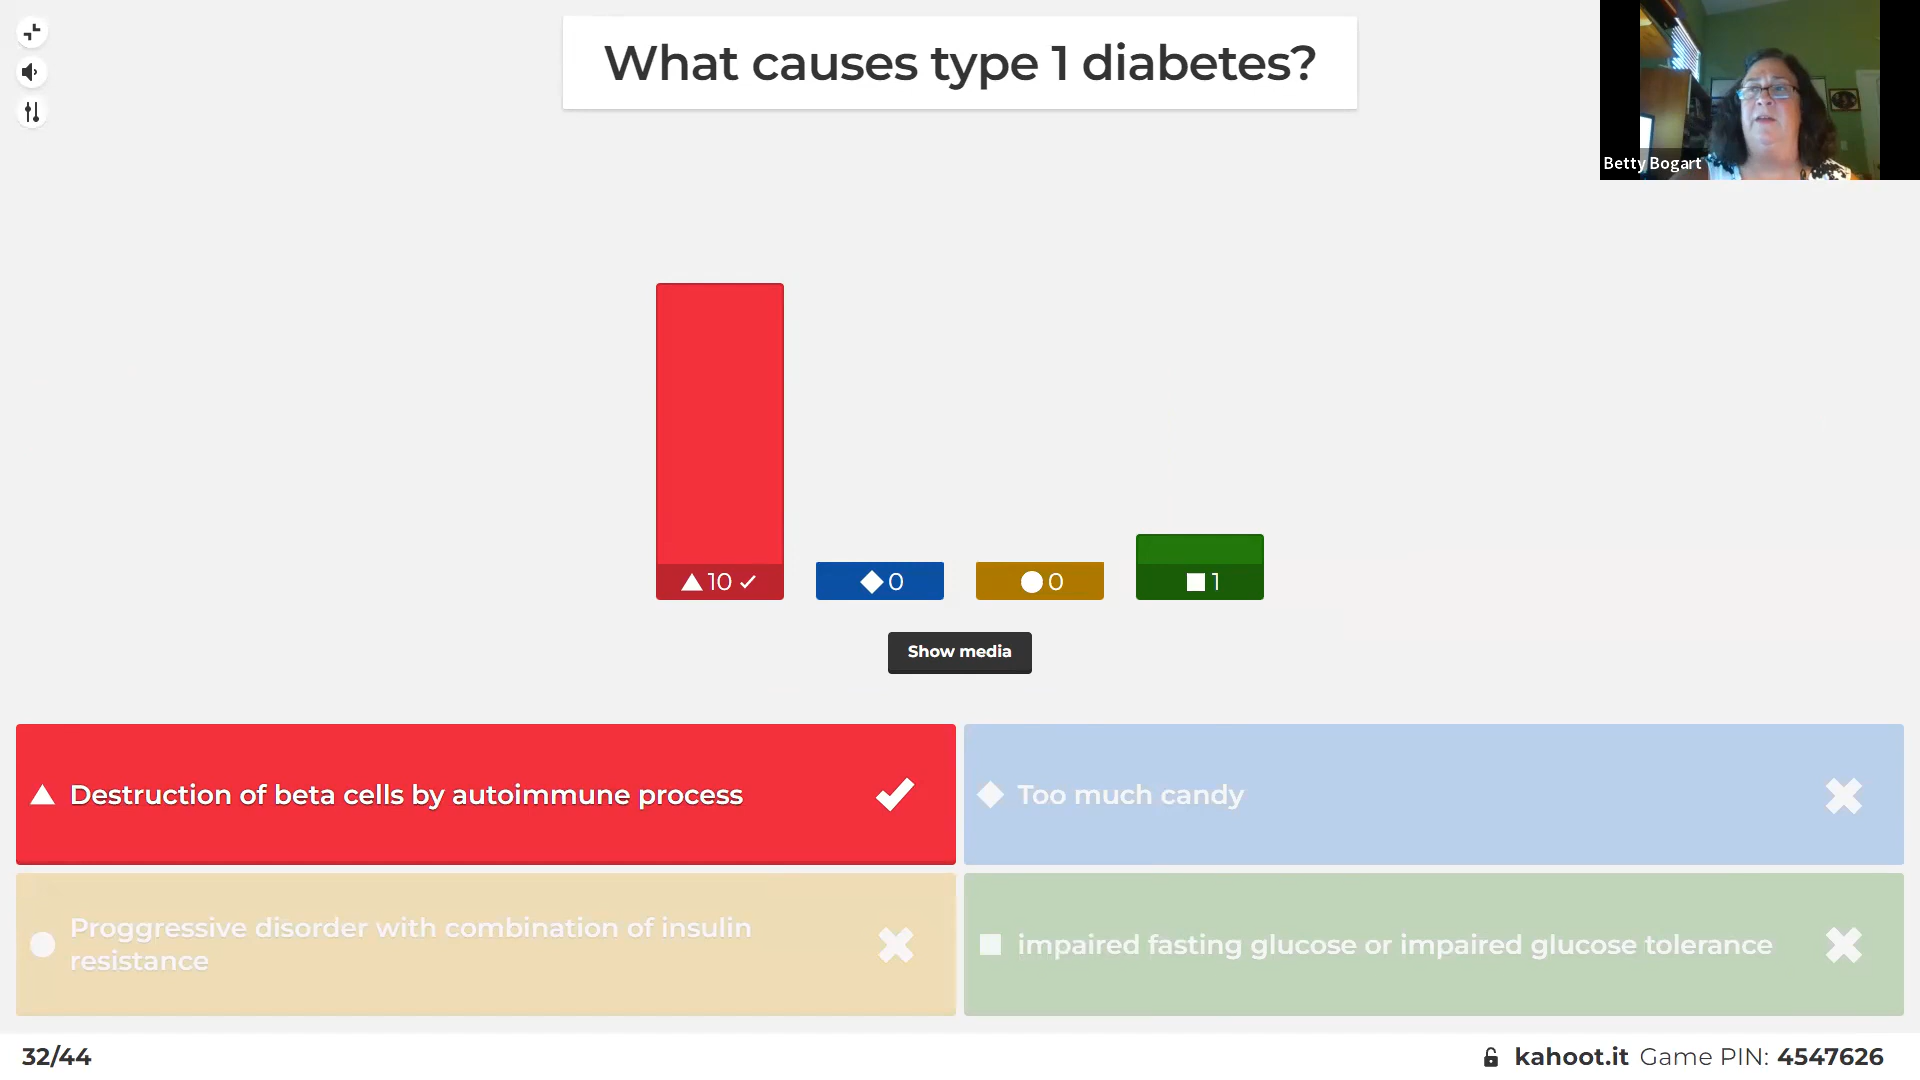 What causes type 1 diabetes?
Betty Bogart
10
0
0
1
Show media
Destruction of beta cells by autoimmune process
Too much candy
Proggressive disorder with combination of insulin
resistance
impaired fasting glucose or impaired glucose tolerance
32/44
kahoot.it Game PIN: 4547626